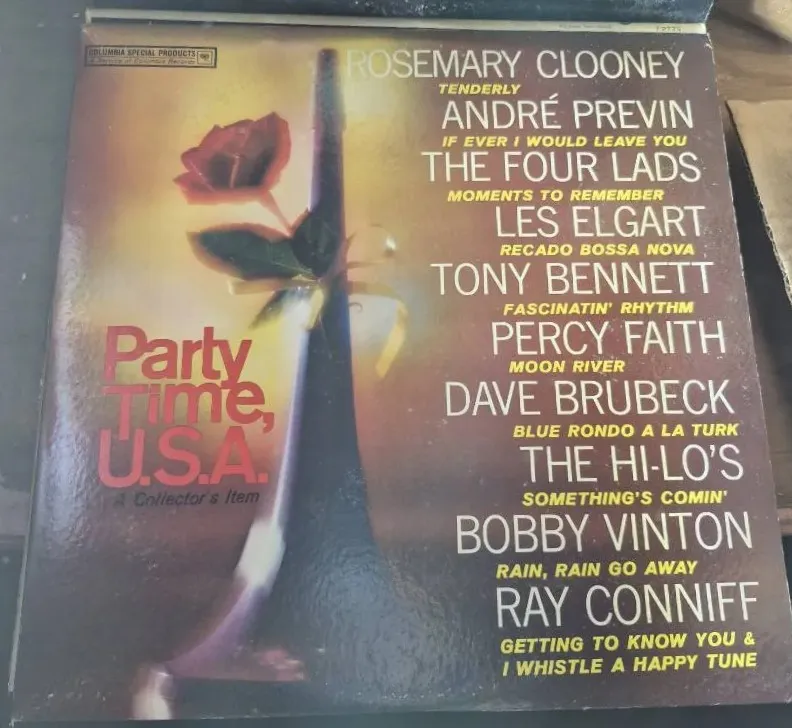 COLUMBIA SPECIAL PRODUCTS
A Service of Columbia Records
ROSEMARY CLOONEY
TENDERLY
ANDRÉ PREVIN
IF EVER I WOULD LEAVE YOU
THE FOUR LADS
MOMENTS TO REMEMBER
LES ELGART
RECADO BOSSA NOVA
TONY BENNETT
FASCINATIN' RHYTHM
PERCY FAITH
MOON RIVER
DAVE BRUBECK
BLUE RONDO A LA TURK
THE HI-LO'S
SOMETHING'S COMIN'
BOBBY VINTON
RAIN, RAIN GO AWAY
RAY CONNIFF
GETTING TO KNOW YOU &
I WHISTLE A HAPPY TUNE
Party
Time,
U.S.A.
A Collector's Item